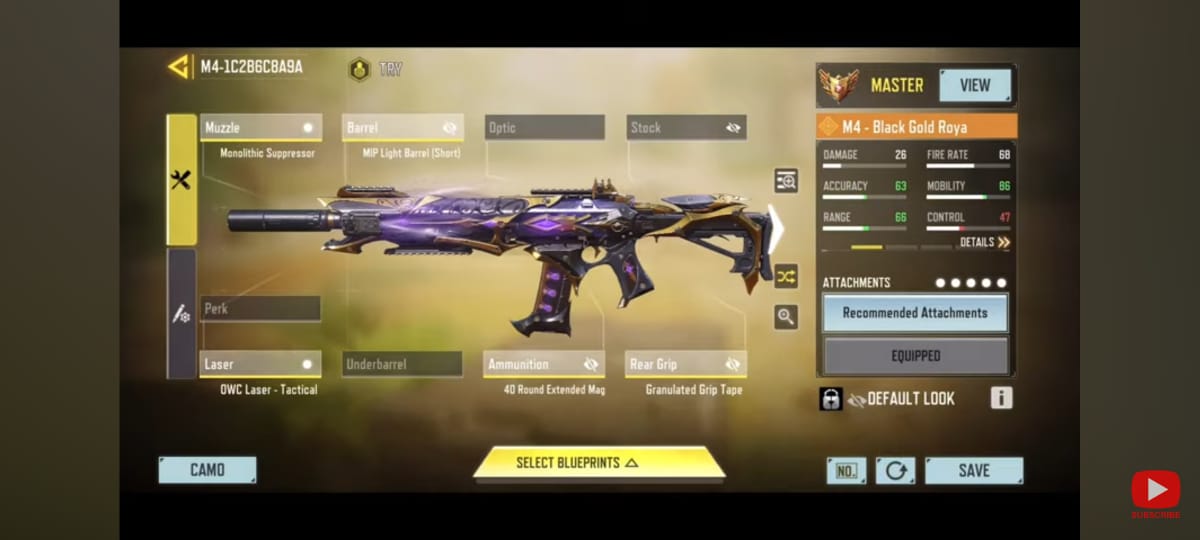 M4-1C2B6C8A9A
TRY
MASTER
VIEW
Muzzle
Barrel
Optic
Stock
M4 - Black Gold Roya
Monolithic Suppressor
MIP Light Barrel (Short)
DAMAGE 26 FIRE RATE 68
ACCURACY 63 MOBILITY 86
RANGE 66 CONTROL 47
DETAILS
ATTACHMENTS
Recommended Attachments
EQUIPPED
Perk
Laser
Underbarrel
Ammunition
Rear Grip
OWC Laser - Tactical
40 Round Extended Mag
Granulated Grip Tape
DEFAULT LOOK
i
CAMO
SELECT BLUEPRINTS
NO.
SAVE
SUBSCRIBE